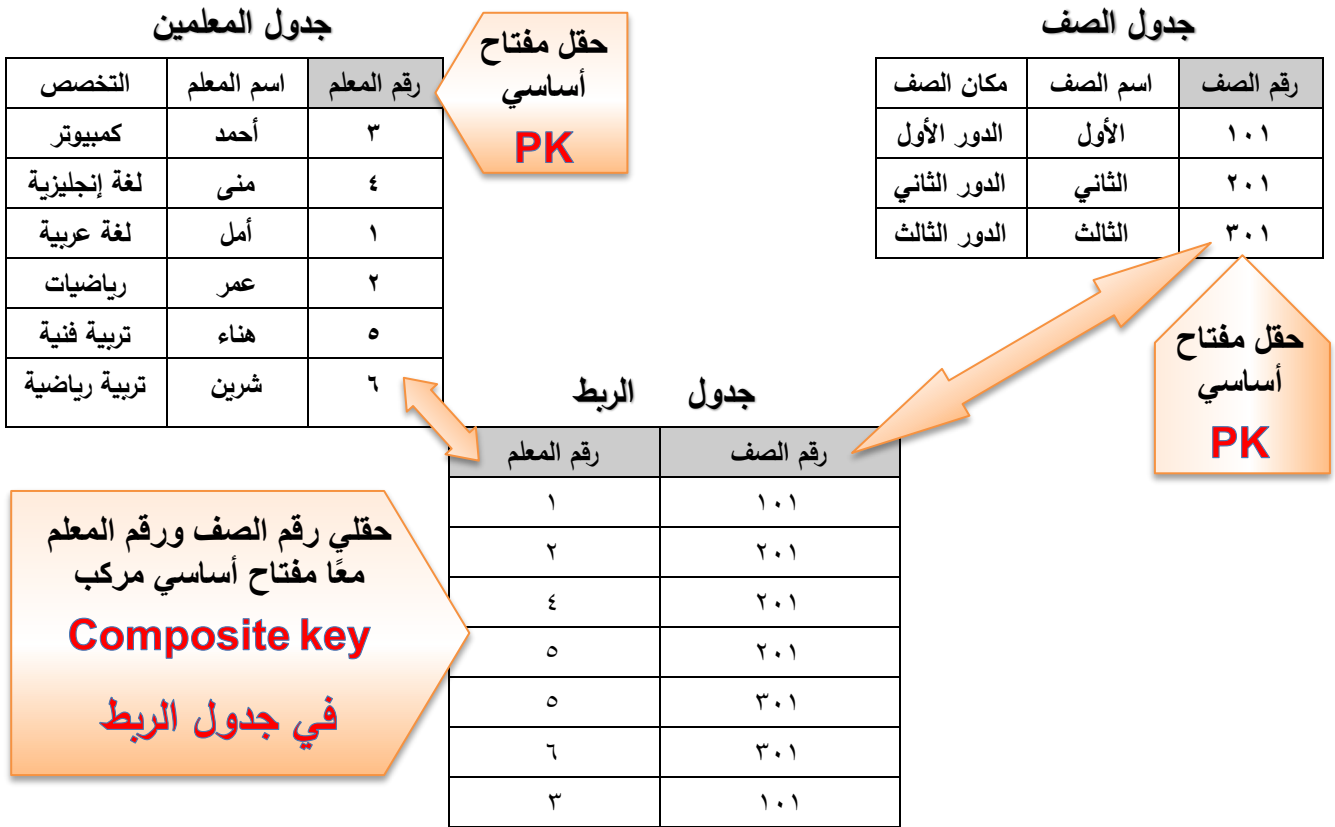 جدول الصف
رقم الصف اسم الصف مكان الصف
١٠١ الأول الدور الأول
٢٠١ الثاني الدور الثاني
٣٠١ الثالث الدور الثالث
حقل مفتاح
أساسي
PK
جدول المعلمين
رقم المعلم اسم المعلم التخصص
٣ أحمد كمبيوتر
٤ منى لغة إنجليزية
١ أمل لغة عربية
٢ عمر رياضيات
٥ هناء تربية فنية
٦ شرين تربية رياضية
حقل مفتاح
أساسي
PK
جدول الربط
رقم الصف رقم المعلم
١٠١ ١
٢٠١ ٢
٢٠١ ٤
٢٠١ ٥
٣٠١ ٥
٣٠١ ٦
١٠١ ٣
حقلي رقم الصف ورقم المعلم
معًا مفتاح أساسي مركب
Composite key
في جدول الربط